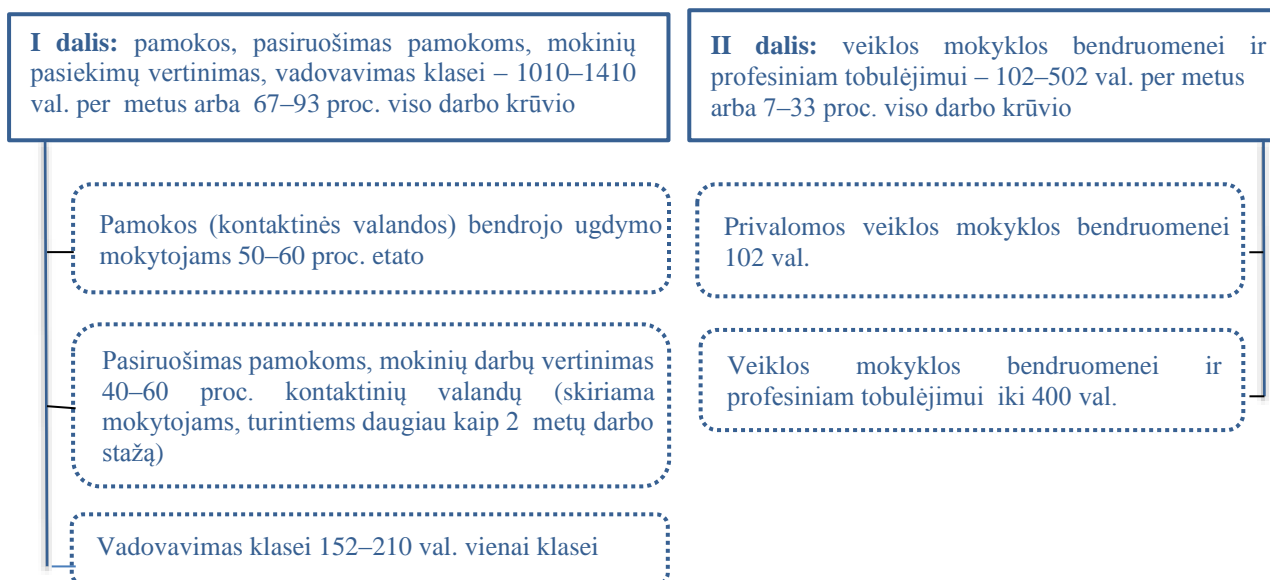 I dalis: pamokos, pasiruošimas pamokoms, mokinių
pasiekimų vertinimas, vadovavimas klasei – 1010–1410
val. per metus arba 67–93 proc. viso darbo krūvio
Pamokos (kontaktinės valandos) bendrojo ugdymo
mokytojams 50–60 proc. etato
Pasiruošimas pamokoms, mokinių darbų vertinimas
40–60 proc. kontaktinių valandų (skiriama
mokytojams, turintiems daugiau kaip 2 metų darbo
stažą)
Vadovavimas klasei 152–210 val. vienai klasei
II dalis: veiklos mokyklos bendruomenei ir
profesiniam tobulėjimui – 102–502 val. per metus
arba 7–33 proc. viso darbo krūvio
Privalomos veiklos mokyklos bendruomenei
102 val.
Veiklos mokyklos bendruomenei ir
profesiniam tobulėjimui iki 400 val.